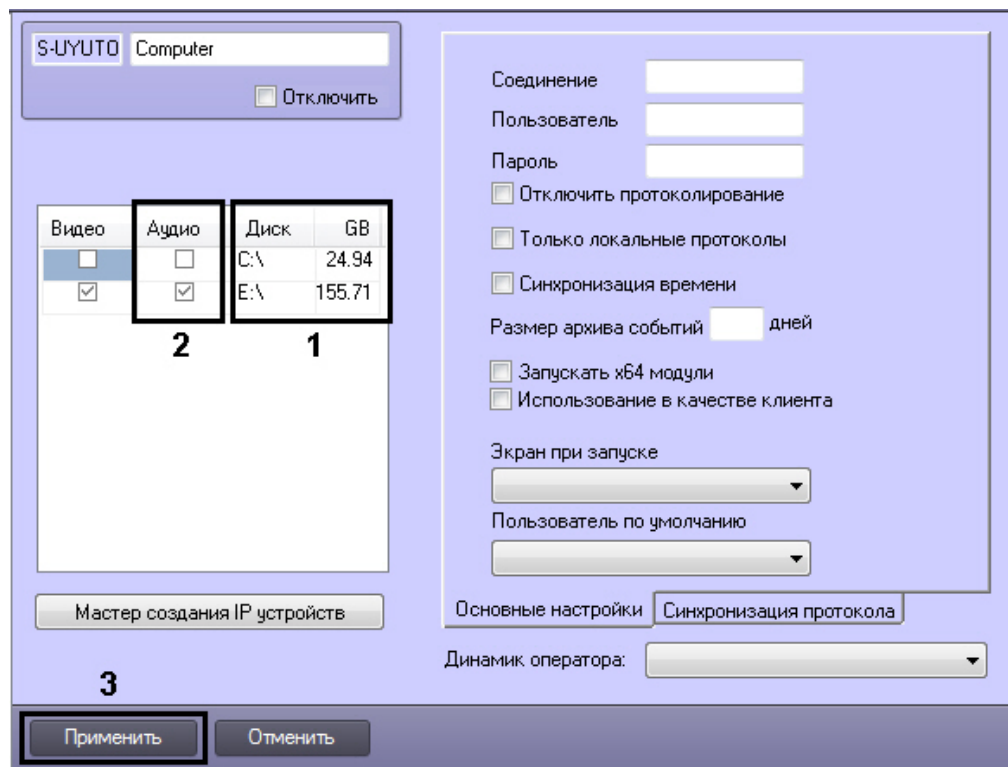 S-UYUTO Computer
Отключить
Соединение
Пользователь
Пароль
Отключить протоколирование
Только локальные протоколы
Синхронизация времени
Размер архива событий дней
Запускать x64 модули
Использование в качестве клиента
Экран при запуске
Пользователь по умолчанию
Основные настройки Синхронизация протокола
Динамик оператора:
Видео Аудио Диск GB
C:\ 24.94
E:\ 155.71
2 1
Мастер создания IP устройств
3
Применить Отменить